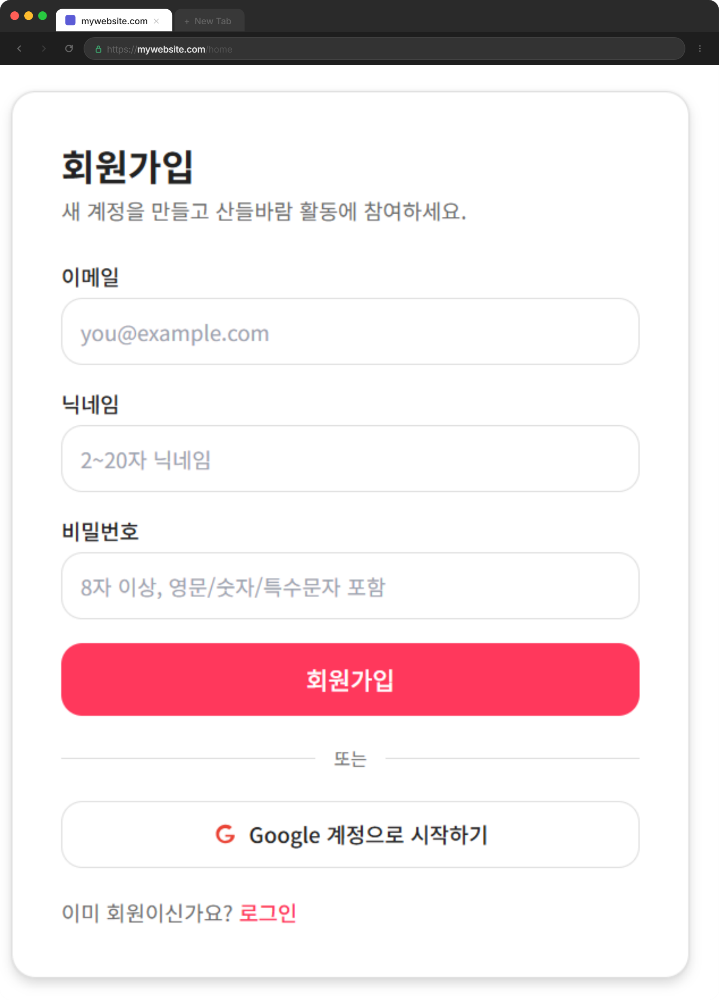 mywebsite.com
+ New Tab
https://mywebsite.com/home
회원가입
새 계정을 만들고 산들바람 활동에 참여하세요.
이메일
you@example.com
닉네임
2~20자 닉네임
비밀번호
8자 이상, 영문/숫자/특수문자 포함
회원가입
또는
G Google 계정으로 시작하기
이미 회원이신가요? 로그인